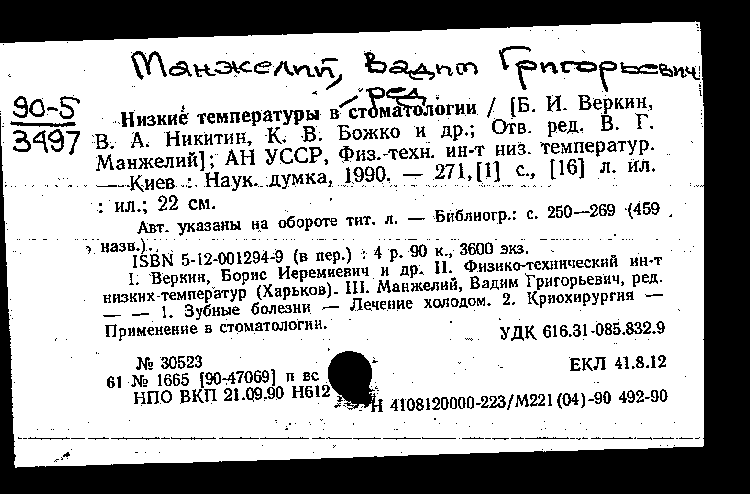 Манжелий, Вадим Григорьевич
ред.
90-5
3497
Низкие температуры в стоматологии / [Б. И. Веркин,
В. А. Никитин, К. В. Божко и др.; Отв. ред. В. Г.
Манжелий]; АН УССР, Физ.-техн. ин-т низ. температур.
— Киев : Наук. думка, 1990. — 271,[1] с., [16] л. ил.
: ил.; 22 см.
Авт. указаны на обороте тит. л. — Библиогр.: с. 250—269 (459
назв.).
ISBN 5-12-001294-9 (в пер.) : 4 р. 90 к., 3600 экз.
I. Веркин, Борис Иеремиевич и др. II. Физико-технический ин-т
низких температур (Харьков). III. Манжелий, Вадим Григорьевич, ред.
— — 1. Зубные болезни — Лечение холодом. 2. Криохирургия —
Применение в стоматологии.
УДК 616.31-085.832.9
№ 30523
ЕКЛ 41.8.12
61 № 1665 [90-47069] п вс
НПО ВКП 21.09.90 Н612
Н 4108120000-223/М221(04)-90 492-90